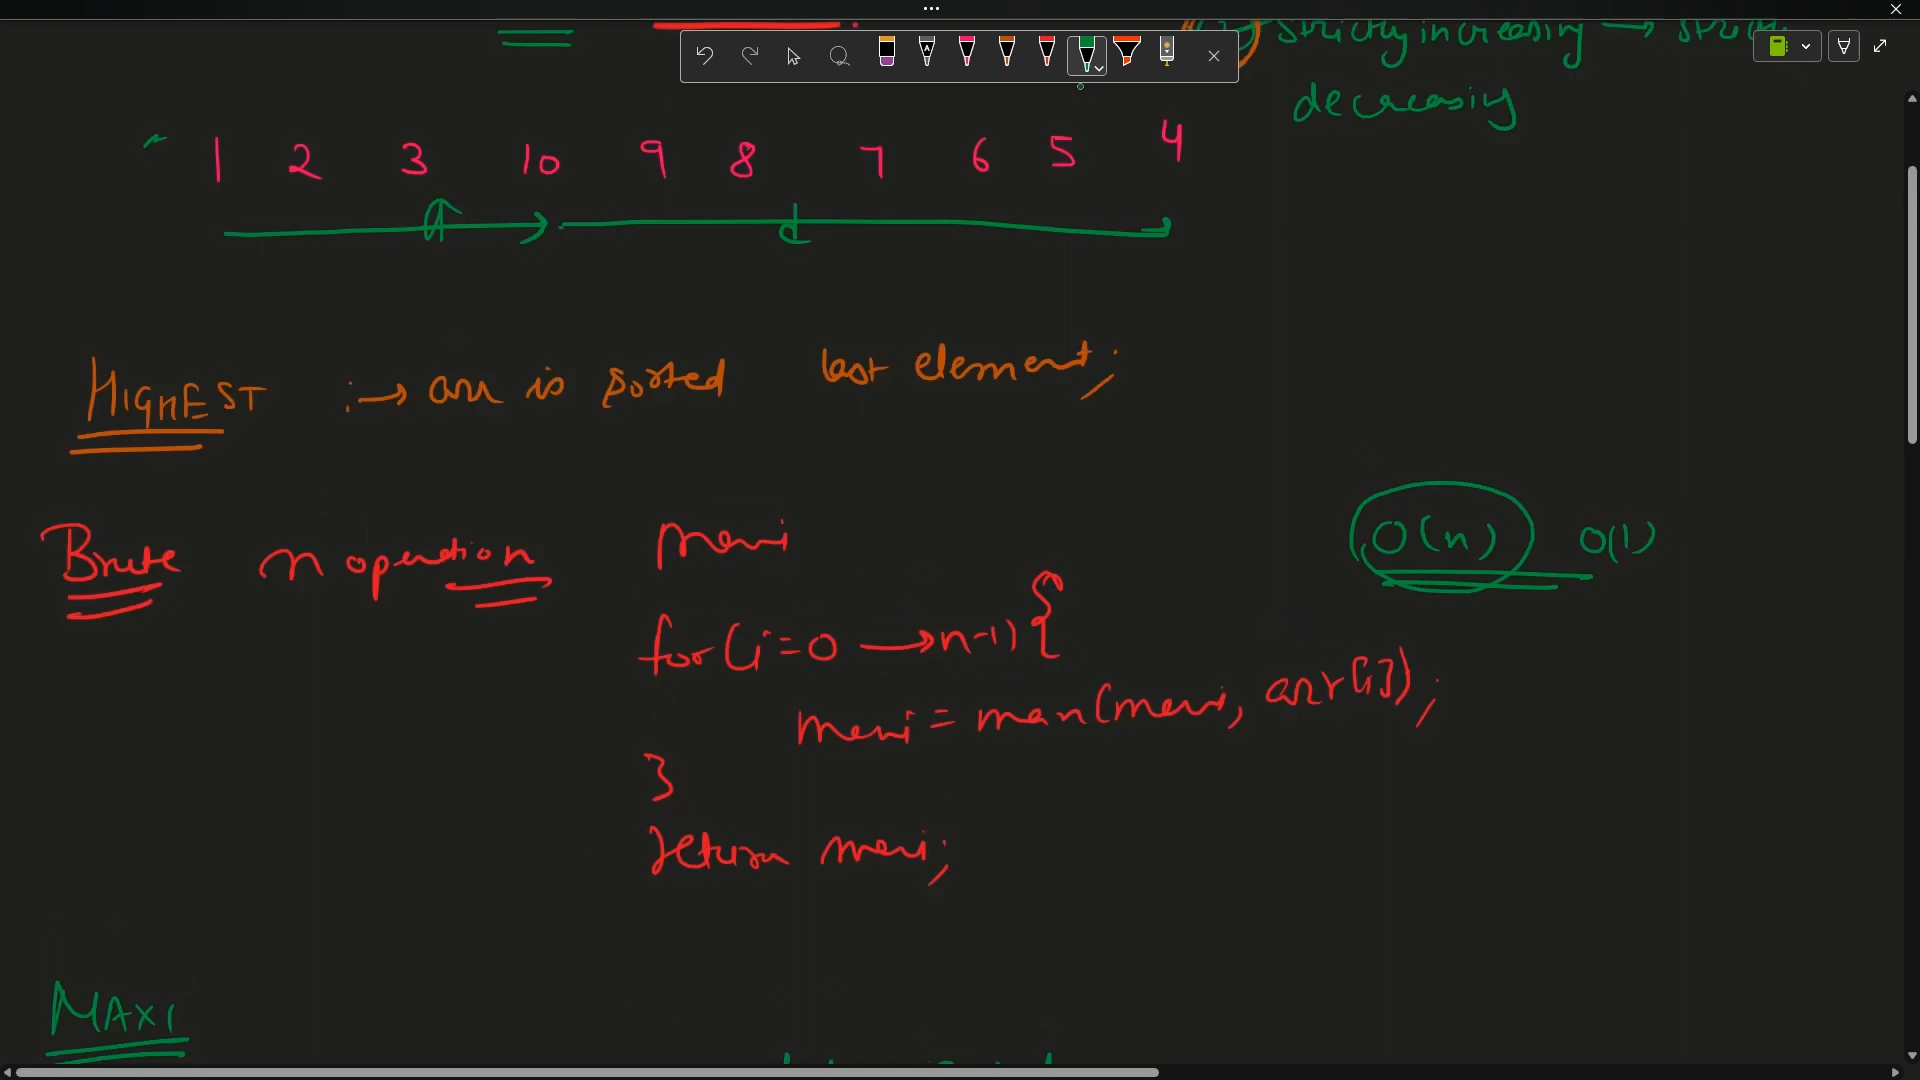 strictly increasing →
decreasing
1 2 3 10 9 8 7 6 5 4
HIGHEST :→ arr is sorted last element;
Brute n operation maxi
O(n) O(1)
for(i=0 → n-1){
maxi = max(maxi, arr[i]);
}
return maxi;
MAXI